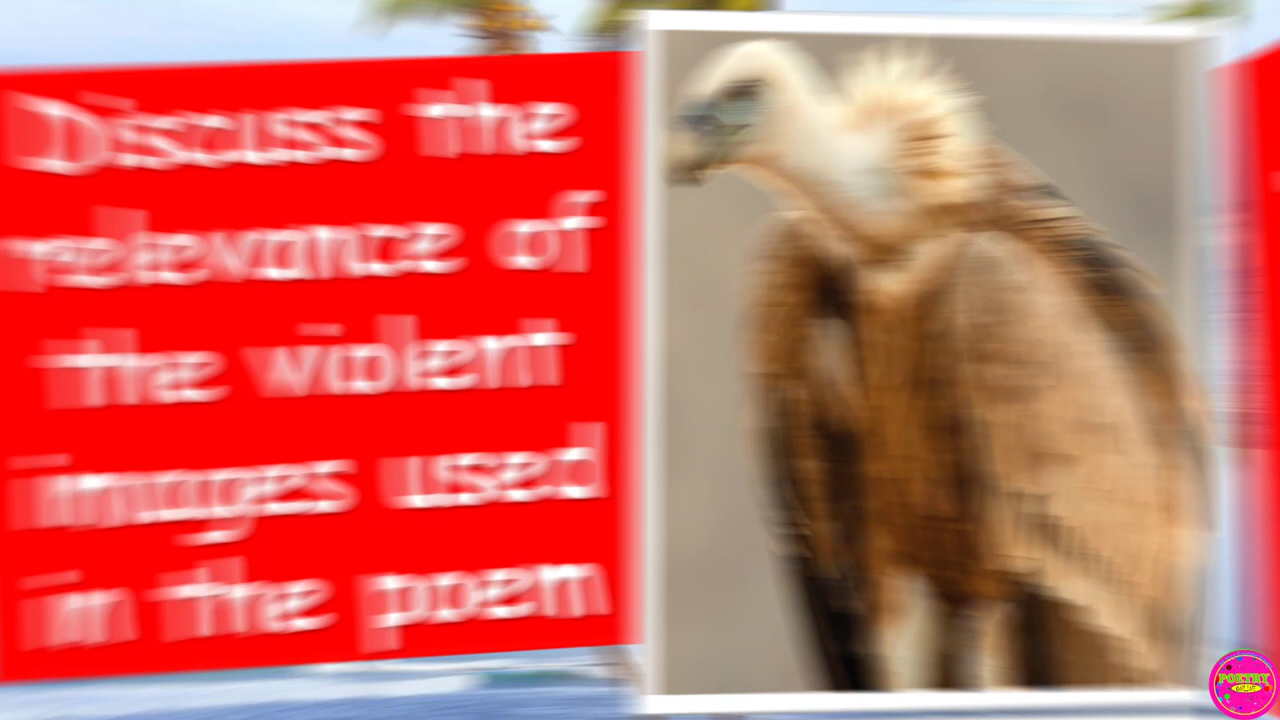 Discuss the
relevance of
the violent
images used
in the poem
POETRY